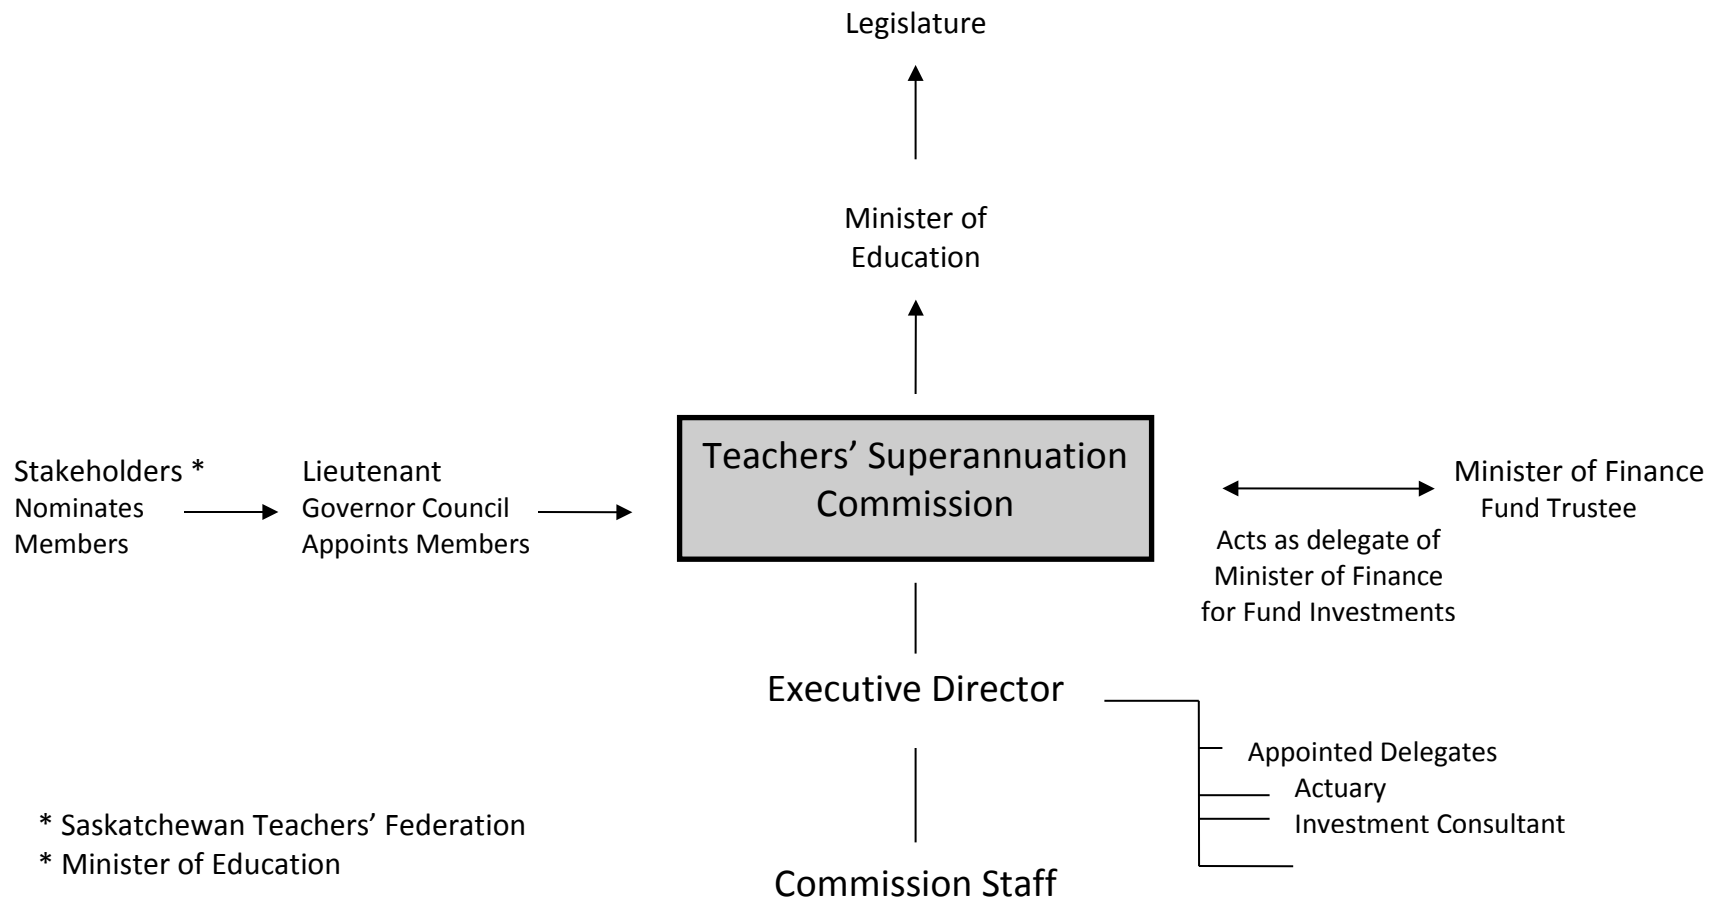 Legislature
Minister of
Education
Teachers’ Superannuation
Commission
Stakeholders *
Nominates
Members
Lieutenant
Governor Council
Appoints Members
Minister of Finance
Fund Trustee
Acts as delegate of
Minister of Finance
for Fund Investments
Executive Director
Appointed Delegates
Actuary
Investment Consultant
* Saskatchewan Teachers’ Federation
* Minister of Education
Commission Staff